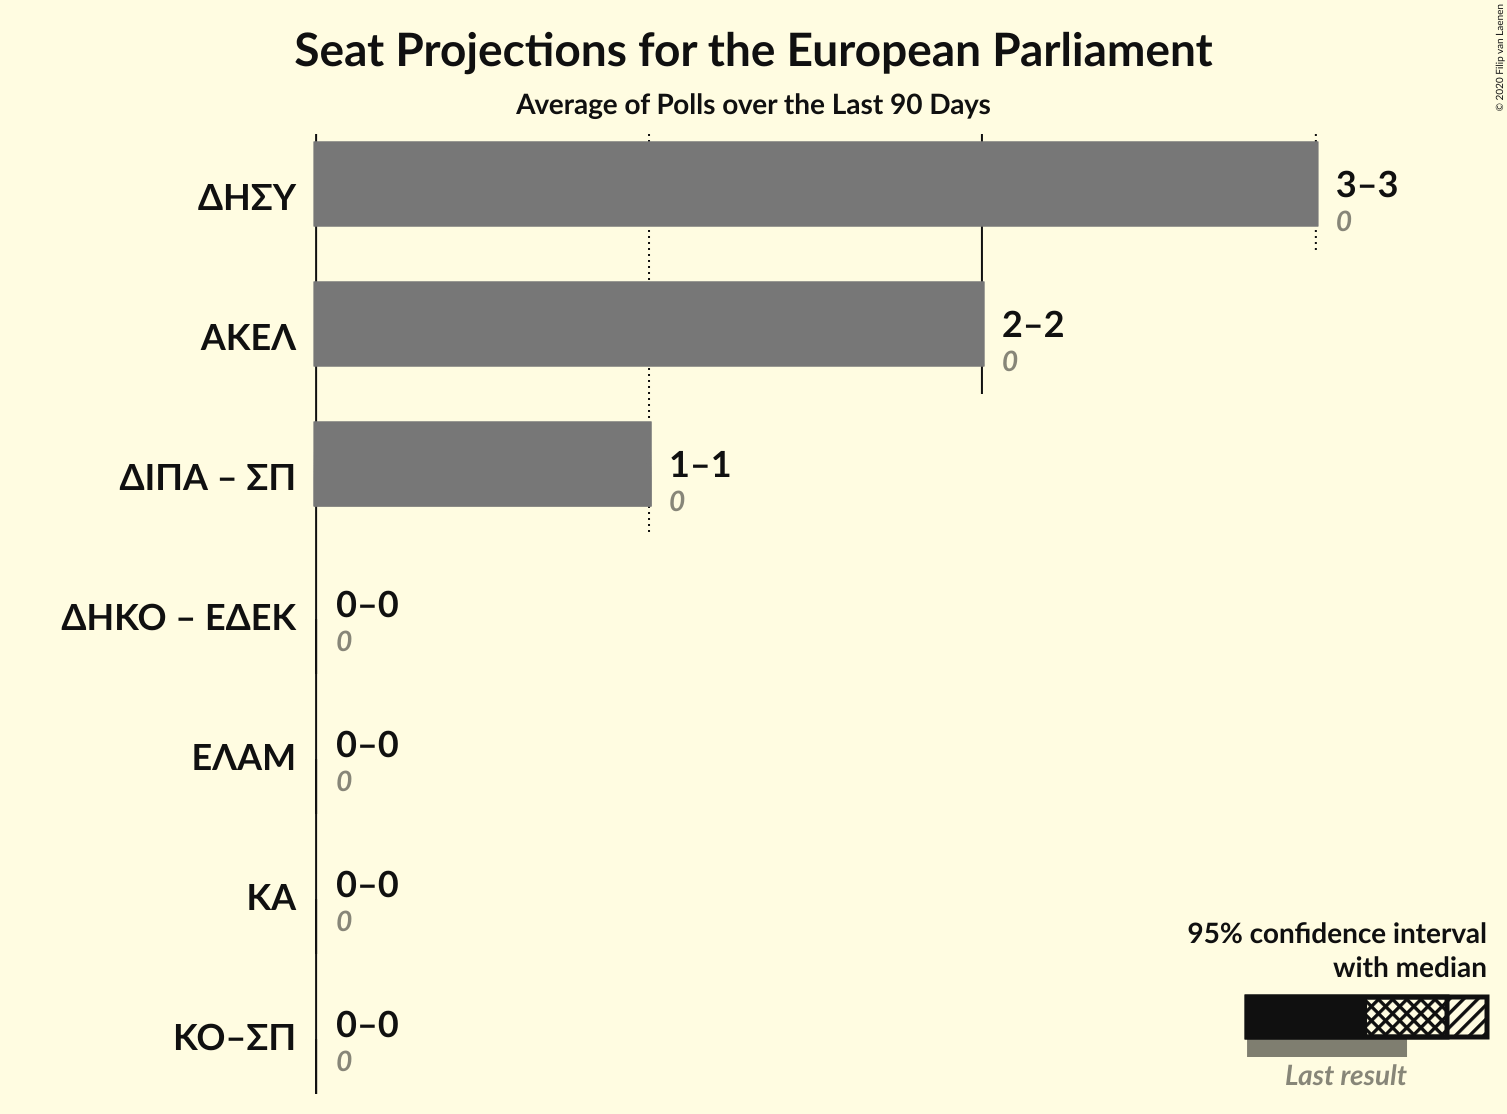 Seat Projections for the European Parliament
Average of Polls over the Last 90 Days
© 2020 Filip van Laenen
ΔΗΣΥ
3–3
0
ΑΚΕΛ
2–2
0
ΔΙΠΑ – ΣΠ
1–1
0
ΔΗΚΟ – ΕΔΕΚ
0–0
0
ΕΛΑΜ
0–0
0
ΚΑ
0–0
0
ΚΟ–ΣΠ
0–0
0
95% confidence interval
with median
Last result